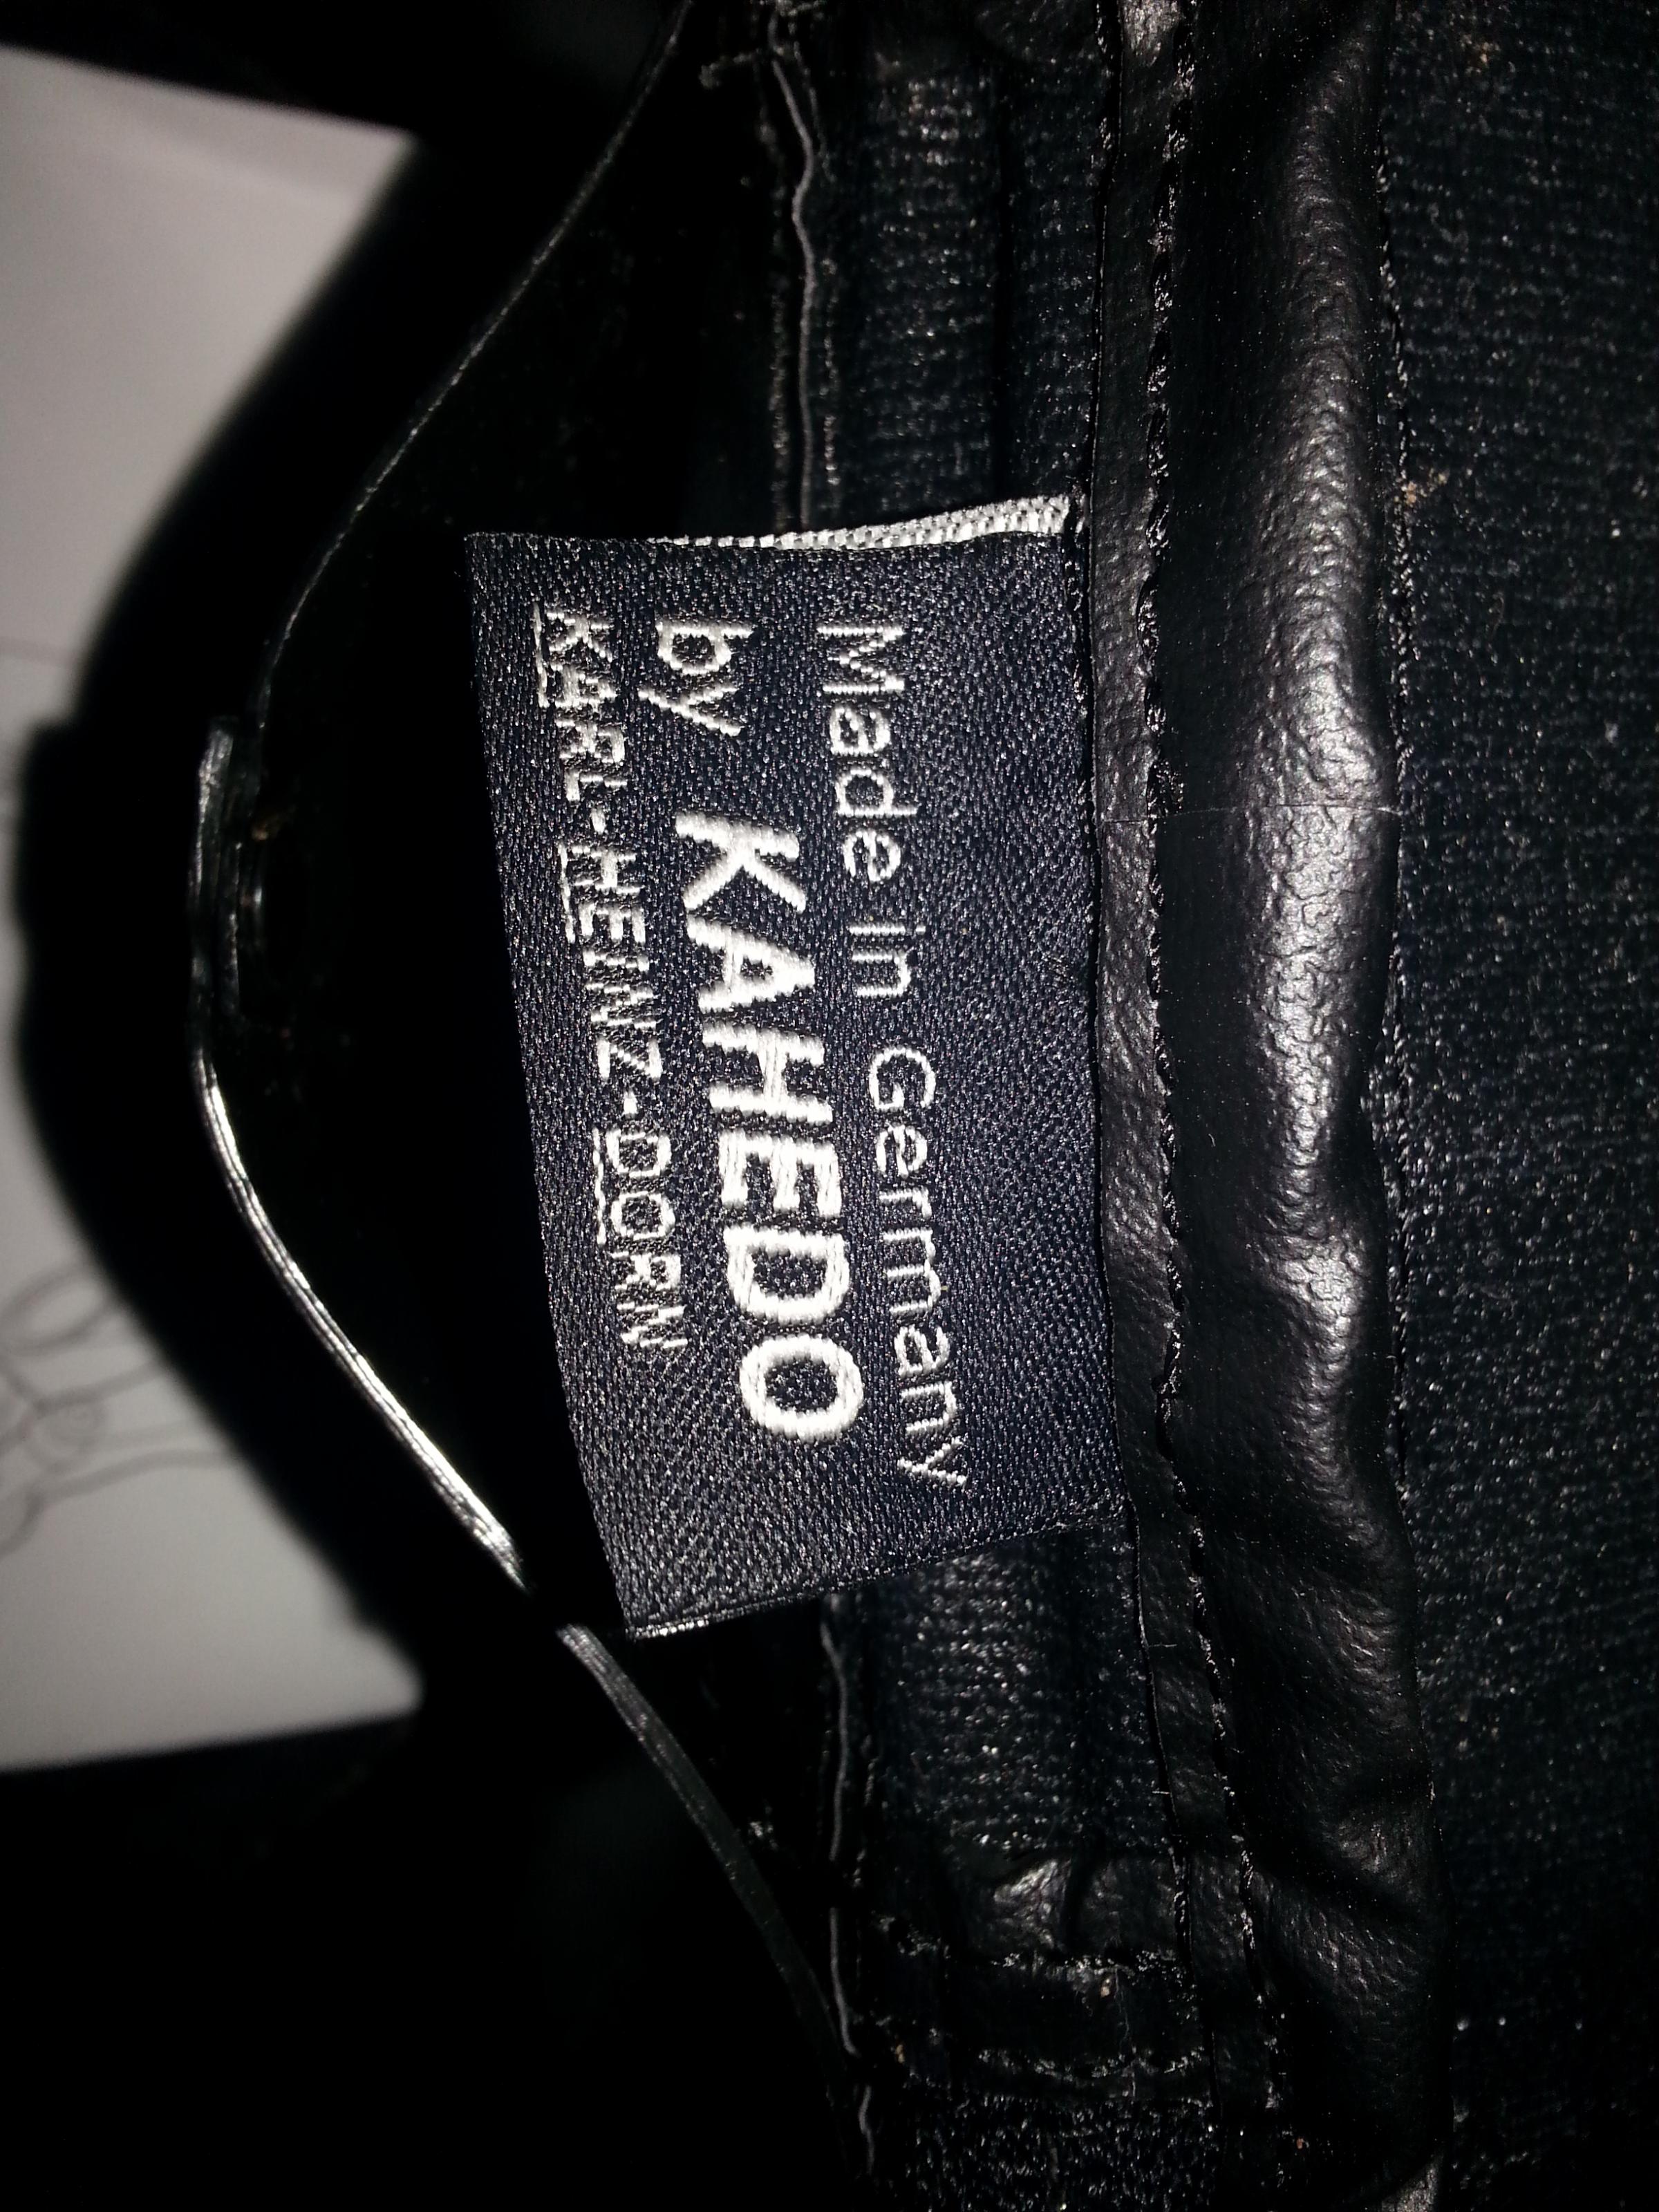 Made in Germany
by KAHEDO
KARL-HEINZ-DORN